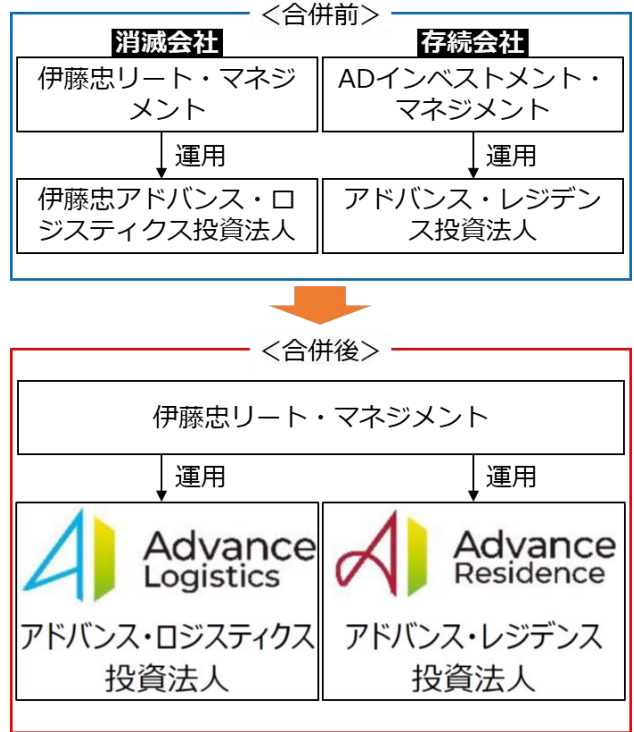 ＜合併前＞
消滅会社
存続会社
伊藤忠リート・マネジ
メント
ADインベストメント・
マネジメント
運用
運用
伊藤忠アドバンス・ロ
ジスティクス投資法人
アドバンス・レジデン
ス投資法人
＜合併後＞
伊藤忠リート・マネジメント
運用
運用
Advance
Logistics
アドバンス・ロジスティクス
投資法人
Advance
Residence
アドバンス・レジデンス
投資法人